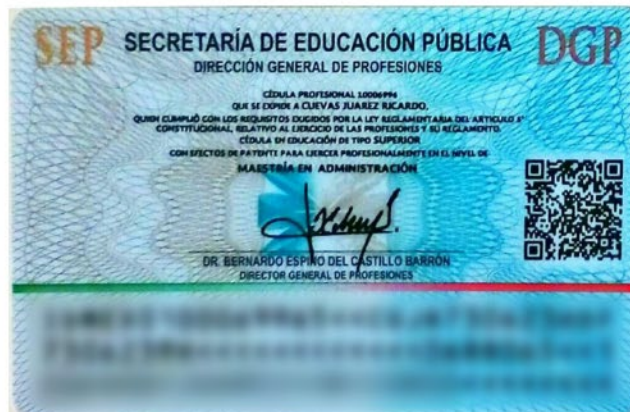 SEP SECRETARÍA DE EDUCACIÓN PÚBLICA DGP
DIRECCIÓN GENERAL DE PROFESIONES
CÉDULA PROFESIONAL 10006994
QUE SE EXPIDE A CUEVAS JUAREZ RICARDO,
QUIEN CUMPLIÓ CON LOS REQUISITOS EXIGIDOS POR LA LEY REGLAMENTARIA DEL ARTÍCULO 5°
CONSTITUCIONAL, RELATIVO AL EJERCICIO DE LAS PROFESIONES Y SU REGLAMENTO.
CÉDULA EN EDUCACIÓN DE TIPO SUPERIOR
CON EFECTOS DE PATENTE PARA EJERCER PROFESIONALMENTE EN EL NIVEL DE
MAESTRÍA EN ADMINISTRACIÓN
DR. BERNARDO ESPINO DEL CASTILLO BARRÓN
DIRECTOR GENERAL DE PROFESIONES